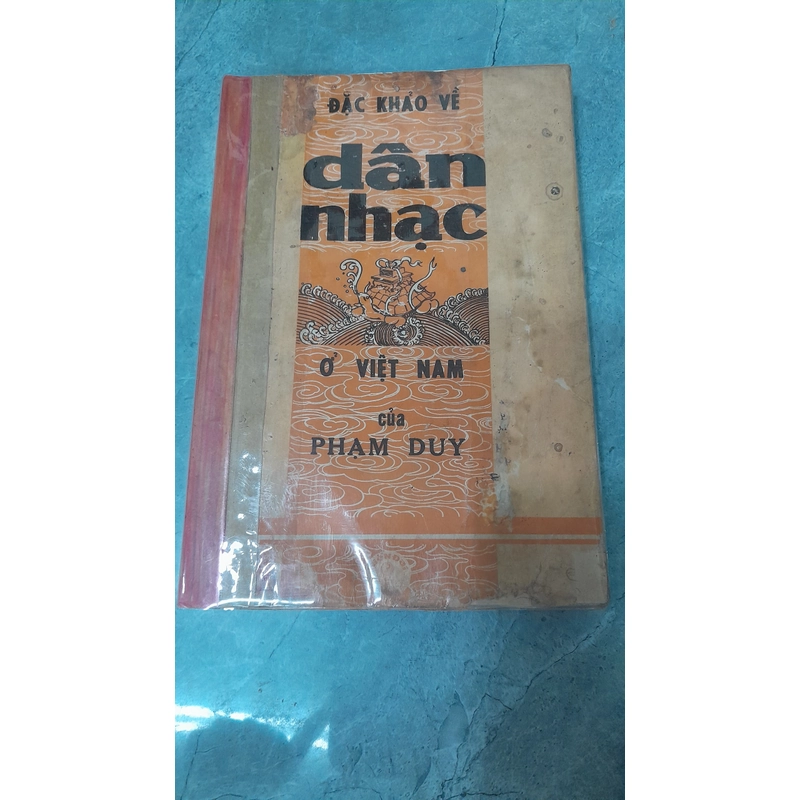 ĐẶC KHẢO VỀ
dân
nhạc
Ở VIỆT NAM
của
PHẠM DUY